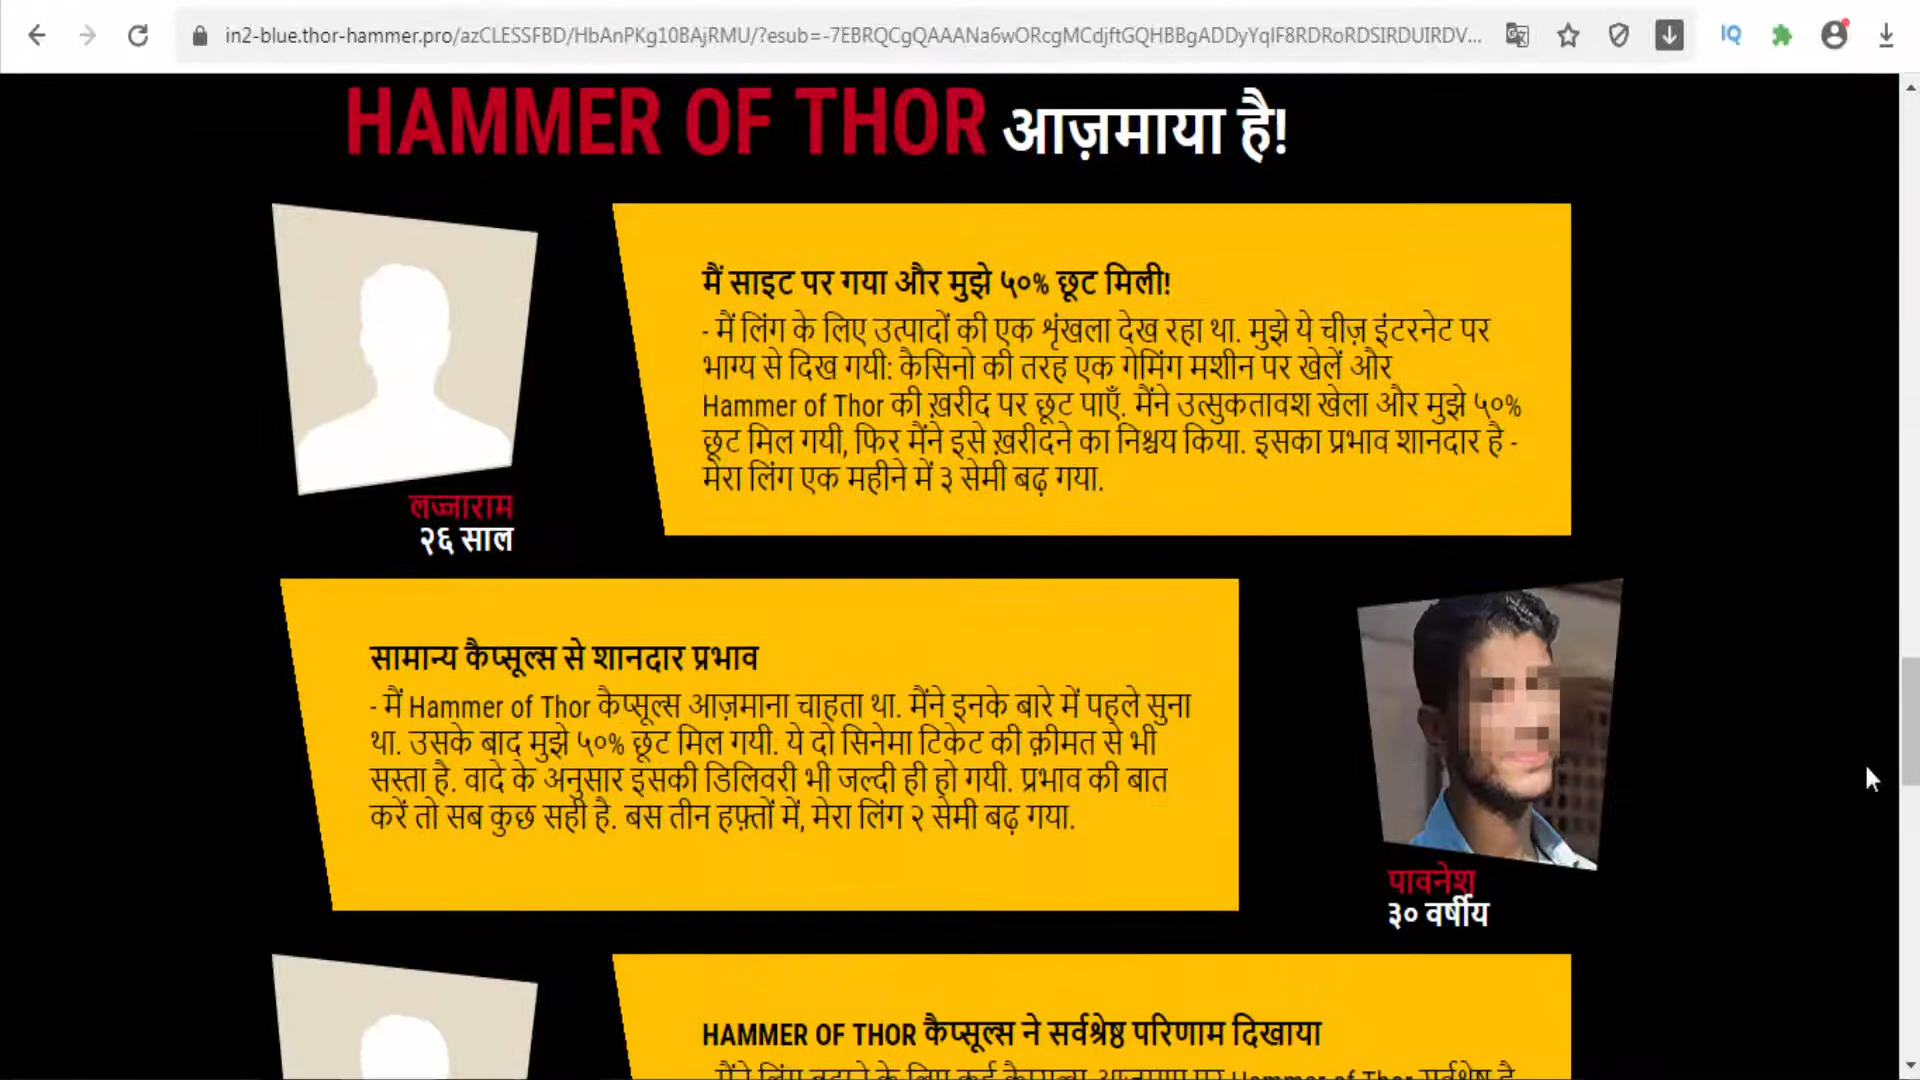 in2-blue.thor-hammer.pro/azCLESSFBD/HbAnPKg10BAjRMU/?esub=-7EBRQCgQAAANa6wORcgMCdjftGQHBBgADDyYqIF8RDRoRDSIRDUIRDV...
IQ
HAMMER OF THOR आज़माया है!
मैं साइट पर गया और मुझे ५०% छूट मिली!
- मैं लिंग के लिए उत्पादों की एक शृंखला देख रहा था. मुझे ये चीज़ इंटरनेट पर
भाग्य से दिख गयी: कैसिनो की तरह एक गेमिंग मशीन पर खेलें और
Hammer of Thor की ख़रीद पर छूट पाएँ. मैंने उत्सुकतावश खेला और मुझे ५०%
छूट मिल गयी, फिर मैंने इसे ख़रीदने का निश्चय किया. इसका प्रभाव शानदार है -
मेरा लिंग एक महीने में ३ सेमी बढ़ गया.
लज्जाराम
२६ साल
सामान्य कैप्सूल्स से शानदार प्रभाव
- मैं Hammer of Thor कैप्सूल्स आज़माना चाहता था. मैंने इनके बारे में पहले सुना
था. उसके बाद मुझे ५०% छूट मिल गयी. ये दो सिनेमा टिकेट की क़ीमत से भी
सस्ता है. वादे के अनुसार इसकी डिलिवरी भी जल्दी ही हो गयी. प्रभाव की बात
करें तो सब कुछ सही है. बस तीन हफ़्तों में, मेरा लिंग २ सेमी बढ़ गया.
पावनेश
३० वर्षीय
HAMMER OF THOR कैप्सूल्स ने सर्वश्रेष्ठ परिणाम दिखाया